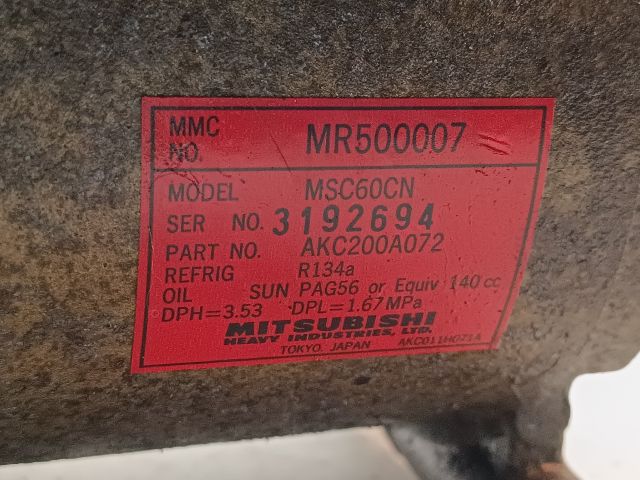 MMC NO. MR500007
MODEL MSC60CN
SER NO. 3192694
PART NO. AKC200A072
REFRIG R134a
OIL SUN PAG56 or Equiv 140 cc
DPH=3.53 DPL=1.67 MPa
MITSUBISHI
HEAVY INDUSTRIES, LTD.
TOKYO, JAPAN AKC011H071A